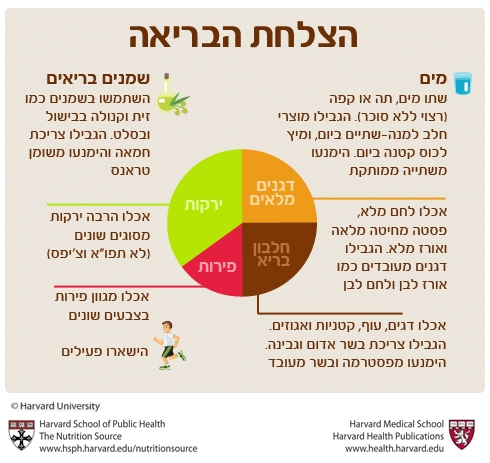 הצלחת הבריאה
מים
שתו מים, תה או קפה
(רצוי ללא סוכר). הגבילו מוצרי
חלב למנה-שתיים ביום, ומיץ
לכוס קטנה ביום. הימנעו
משתייה ממותקת
שמנים בריאים
השתמשו בשמנים כמו
זית וקנולה בבישול
ובסלט. הגבילו צריכת
חמאה והימנעו משומן
טראנס
דגנים
מלאים
ירקות
חלבון
בריא
פירות
אכלו לחם מלא,
פסטה מחיטה מלאה
ואורז מלא. הגבילו
דגנים מעובדים כמו
אורז לבן ולחם לבן
אכלו הרבה ירקות
מסוגים שונים
(לא תפו"א וצ'יפס)
אכלו מגוון פירות
בצבעים שונים
הישארו פעילים
אכלו דגים, עוף, קטניות ואגוזים.
הגבילו צריכת בשר אדום וגבינה.
הימנעו מפסטרמה ובשר מעובד
© Harvard University
Harvard School of Public Health
The Nutrition Source
www.hsph.harvard.edu/nutritionsource
Harvard Medical School
Harvard Health Publications
www.health.harvard.edu